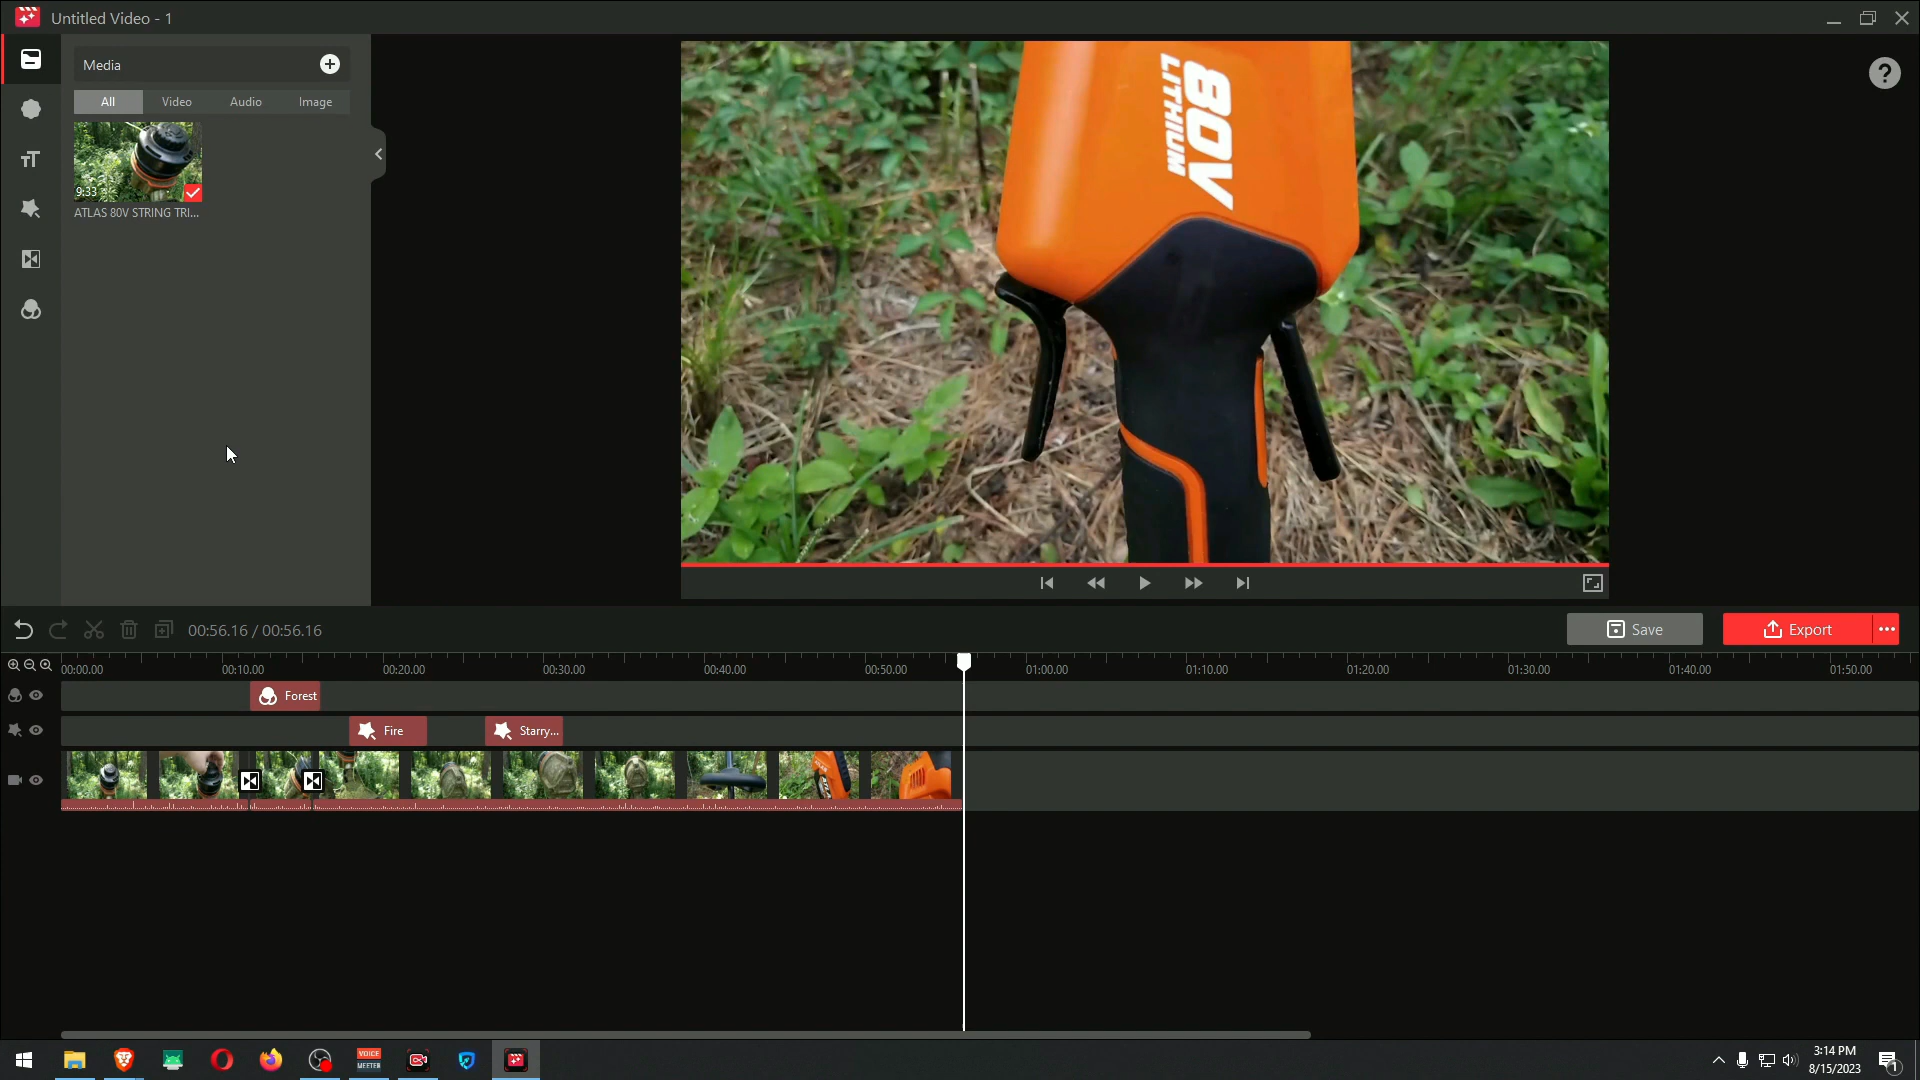 Untitled Video - 1
Media
All Video Audio Image
9:33
ATLAS 80V STRING TRI...
80V
LITHIUM
00:56.16 / 00:56.16
Save
Export
00:00.00 00:10.00 00:20.00 00:30.00 00:40.00 00:50.00 01:00.00 01:10.00 01:20.00 01:30.00 01:40.00 01:50.00
Forest
Fire
Starry...
VOICE
MEETER
3:14 PM
8/15/2023
1